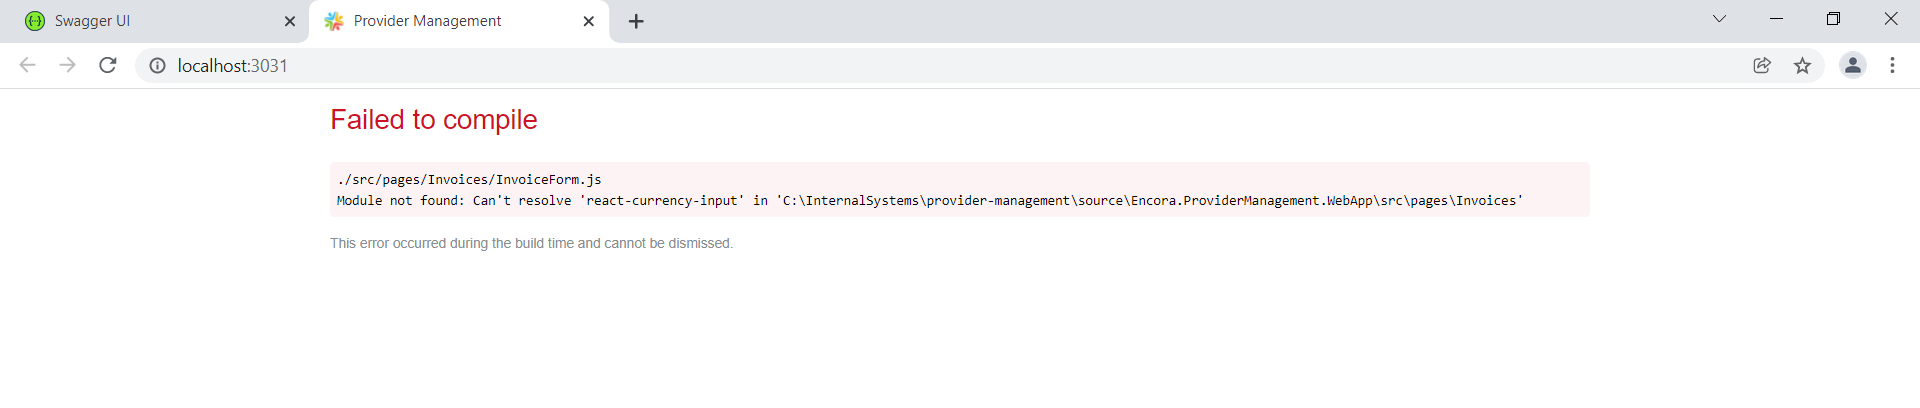 Swagger UI
Provider Management
localhost:3031
Failed to compile
./src/pages/Invoices/InvoiceForm.js
Module not found: Can't resolve 'react-currency-input' in 'C:\InternalSystems\provider-management\source\Encora.ProviderManagement.WebApp\src\pages\Invoices'
This error occurred during the build time and cannot be dismissed.